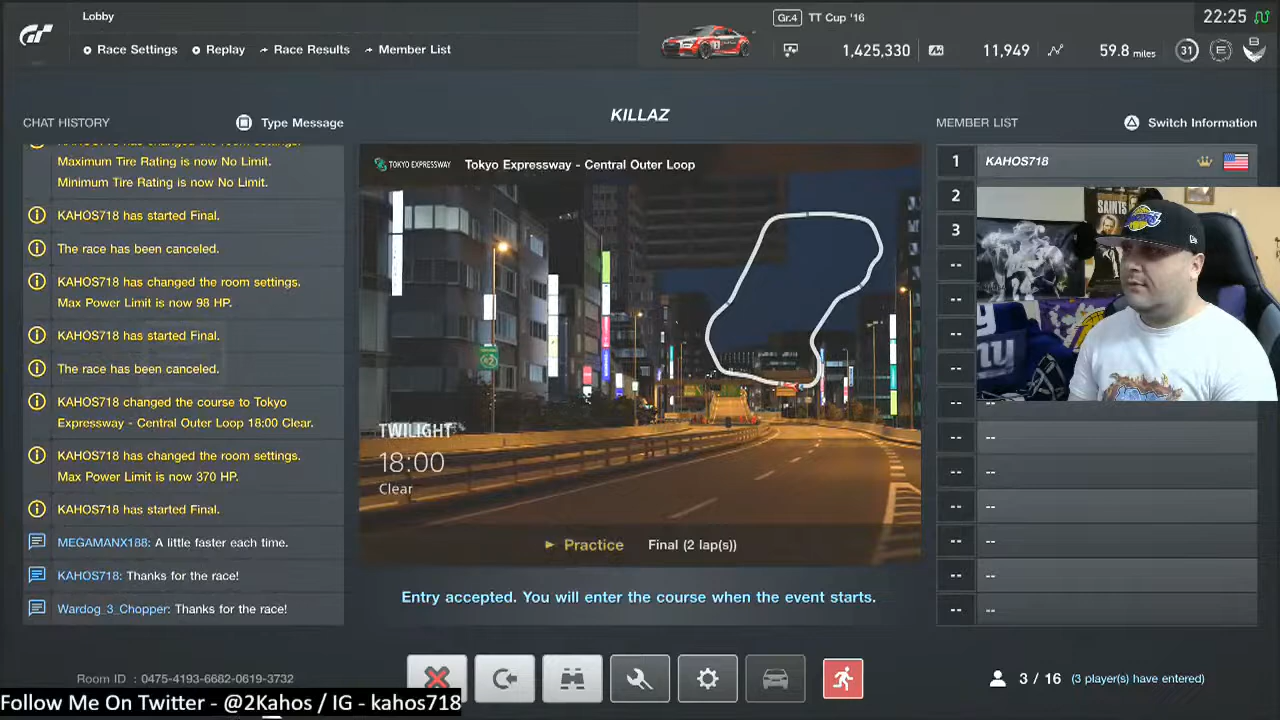 Lobby
Gr.4 TT Cup '16
22:25
Race Settings Replay Race Results Member List
1,425,330 11,949 59.8 miles 31 E B
CHAT HISTORY Type Message
KILLAZ
MEMBER LIST Switch Information
KAHOS718 has changed the room settings.
Maximum Tire Rating is now No Limit.
Minimum Tire Rating is now No Limit.
KAHOS718 has started Final.
The race has been canceled.
KAHOS718 has changed the room settings.
Max Power Limit is now 98 HP.
KAHOS718 has started Final.
The race has been canceled.
KAHOS718 changed the course to Tokyo
Expressway - Central Outer Loop 18:00 Clear.
KAHOS718 has changed the room settings.
Max Power Limit is now 370 HP.
KAHOS718 has started Final.
MEGAMANX188: A little faster each time.
KAHOS718: Thanks for the race!
Wardog_3_Chopper: Thanks for the race!
TOKYO EXPRESSWAY Tokyo Expressway - Central Outer Loop
TWILIGHT
18:00
Clear
Practice Final (2 lap(s))
Entry accepted. You will enter the course when the event starts.
1 KAHOS718
2
3
-- 
-- 
-- 
-- 
-- 
-- --
-- --
-- --
-- --
-- --
-- --
SAINTS
Room ID : 0475-4193-6682-0619-3732
3 / 16 (3 player(s) have entered)
Follow Me On Twitter - @2Kahos / IG - kahos718